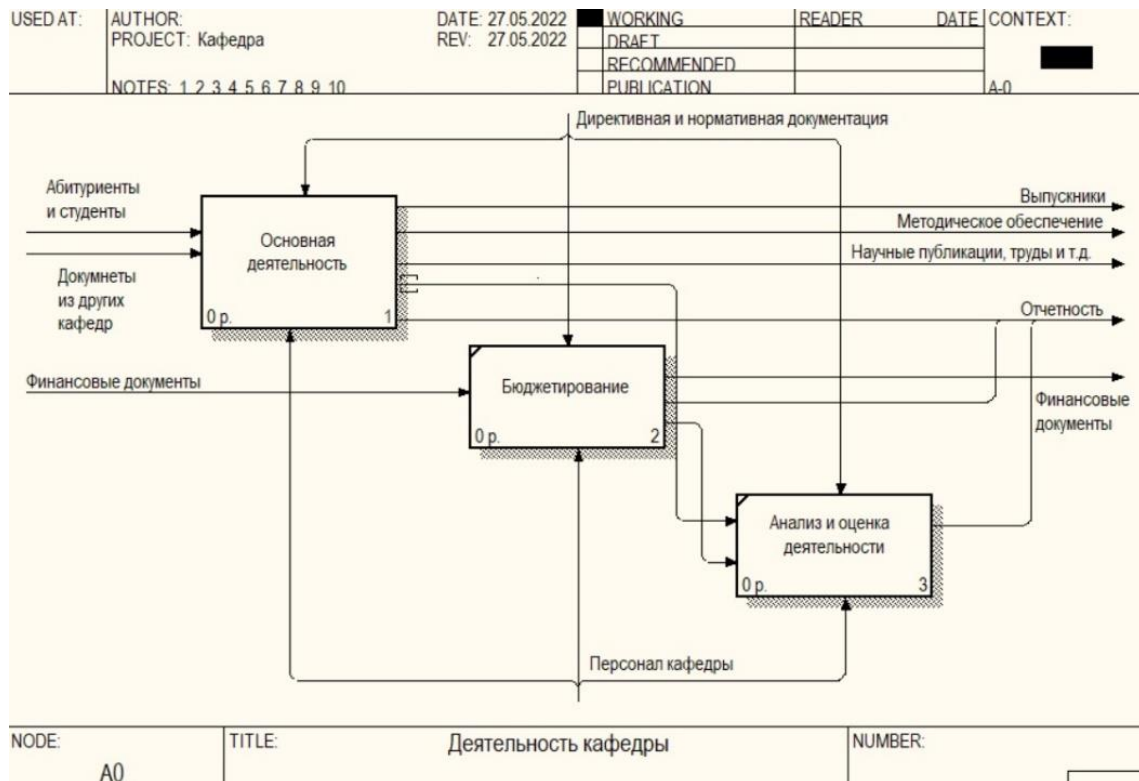 USED AT:
AUTHOR:
DATE: 27.05.2022
WORKING
READER
DATE
CONTEXT:
PROJECT: Кафедра
REV: 27.05.2022
DRAFT
RECOMMENDED
NOTES: 1 2 3 4 5 6 7 8 9 10
PUBLICATION
A-0
Директивная и нормативная документация
Абитуриенты
и студенты
Выпускники
Методическое обеспечение
Основная
деятельность
Научные публикации, труды и т.д.
Докумнеты
из других
кафедр
0 р.
1
Отчетность
Финансовые документы
Бюджетирование
0 р.
2
Финансовые
документы
Анализ и оценка
деятельности
0 р.
3
Персонал кафедры
NODE:
TITLE:
Деятельность кафедры
NUMBER:
A0